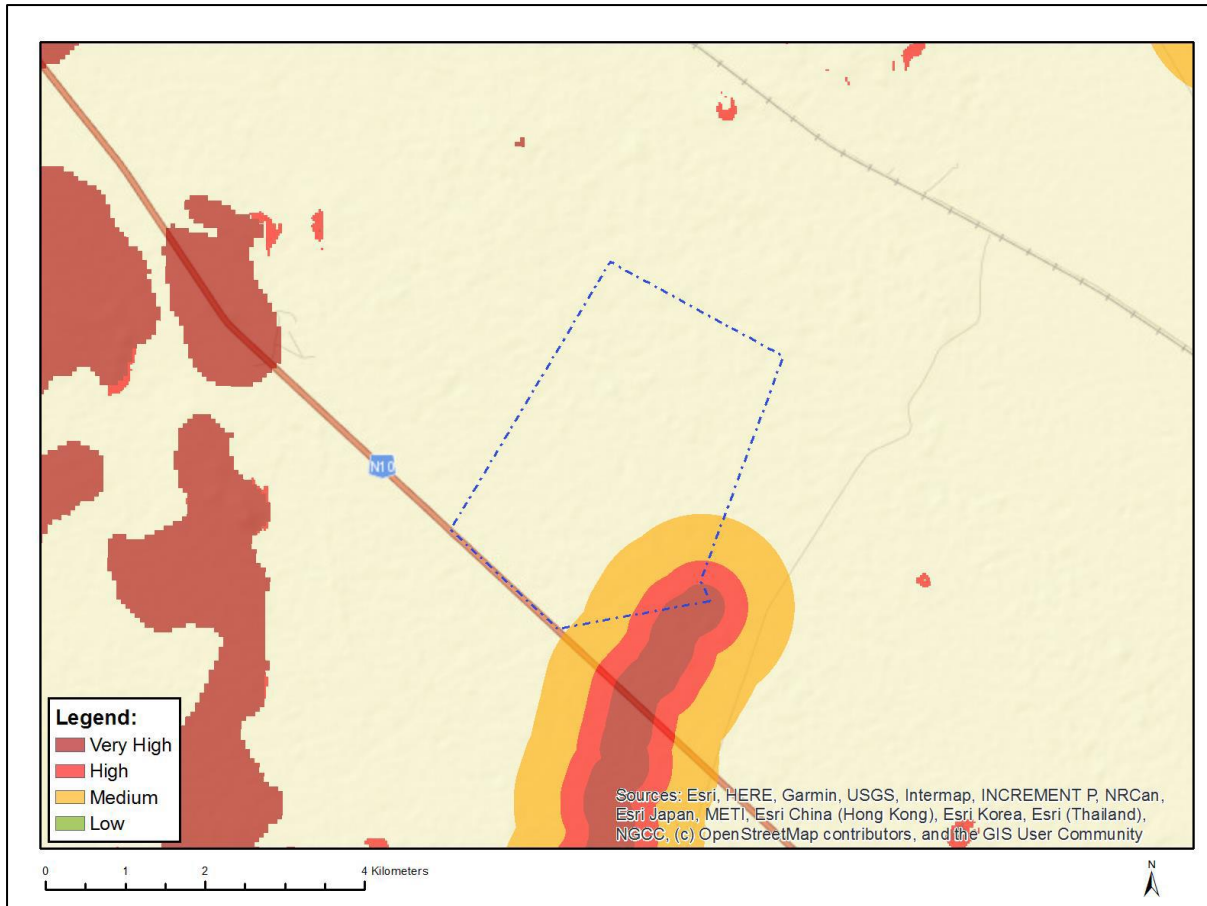 N10
Legend:
Very High
High
Medium
Low
Sources: Esri, HERE, Garmin, USGS, Intermap, INCREMENT P, NRCan,
Esri Japan, METI, Esri China (Hong Kong), Esri Korea, Esri (Thailand),
NGCC, (c) OpenStreetMap contributors, and the GIS User Community
0 1 2 4 Kilometers
N